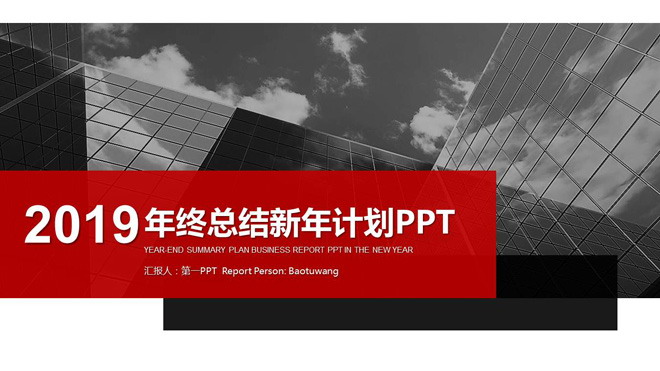 2019年终总结新年计划PPT
YEAR-END SUMMARY PLAN BUSINESS REPORT PPT IN THE NEW YEAR
汇报人：第一PPT Report Person: Baotuwang